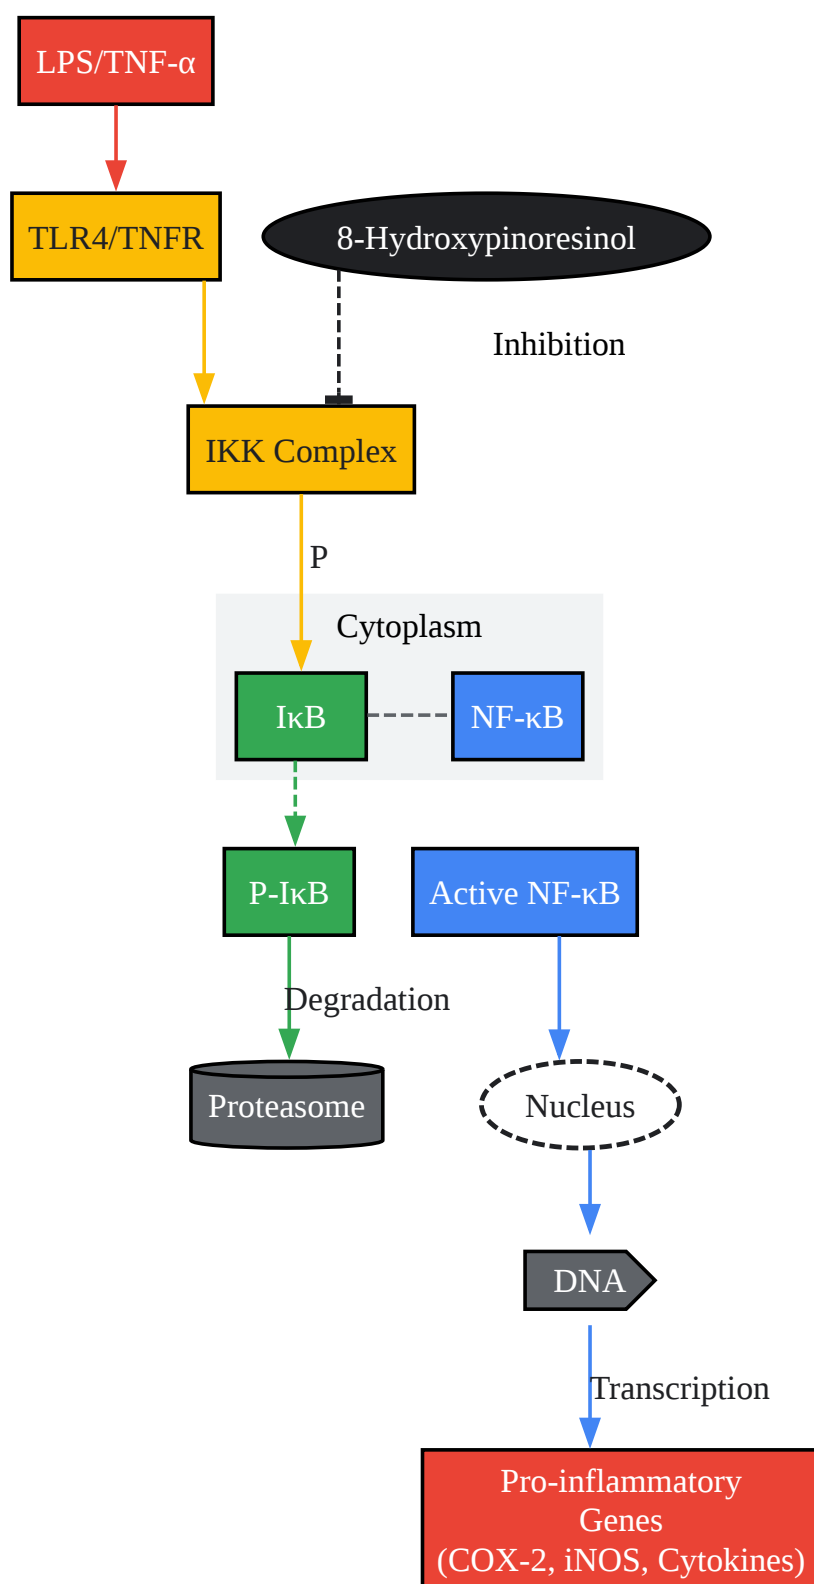 LPS/TNF-α
TLR4/TNFR
8-Hydroxypinoresinol
Inhibition
IKK Complex
P
Cytoplasm
IκB
NF-κB
P-IκB
Active NF-κB
Degradation
Proteasome
Nucleus
DNA
Transcription
Pro-inflammatory
Genes
(COX-2, iNOS, Cytokines)